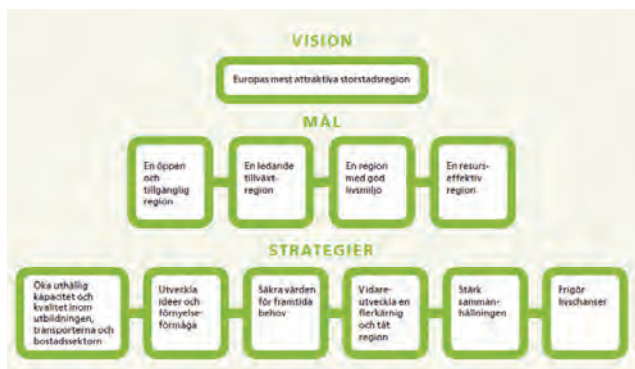 VISION
Europas mest attraktiva storstadsregion
MÅL
En öppen
och
tillgänglig
region
En ledande
tillväxt-
region
En region
med god
livsmiljö
En resurs-
effektiv
region
STRATEGIER
Öka uthållig
kapacitet och
kvalitet inom
utbildningen,
transporterna och
bostadssektorn
Utveckla
idéer och
förnyelse-
förmåga
Säkra värden
för framtida
behov
Vidare-
utveckla en
flerkärnig
och tät
region
Stärk
samman-
hållningen
Frigör
livschanser